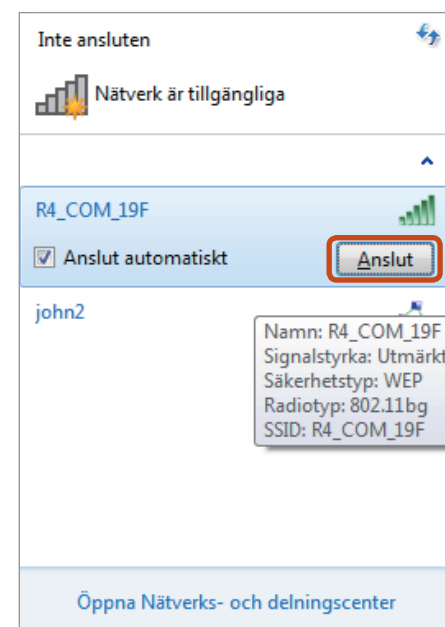 Inte ansluten
Nätverk är tillgängliga
R4_COM_19F
Anslut automatiskt
Anslut
john2
Namn: R4_COM_19F
Signalstyrka: Utmärkt
Säkerhetstyp: WEP
Radiotyp: 802.11bg
SSID: R4_COM_19F
Öppna Nätverks- och delningscenter